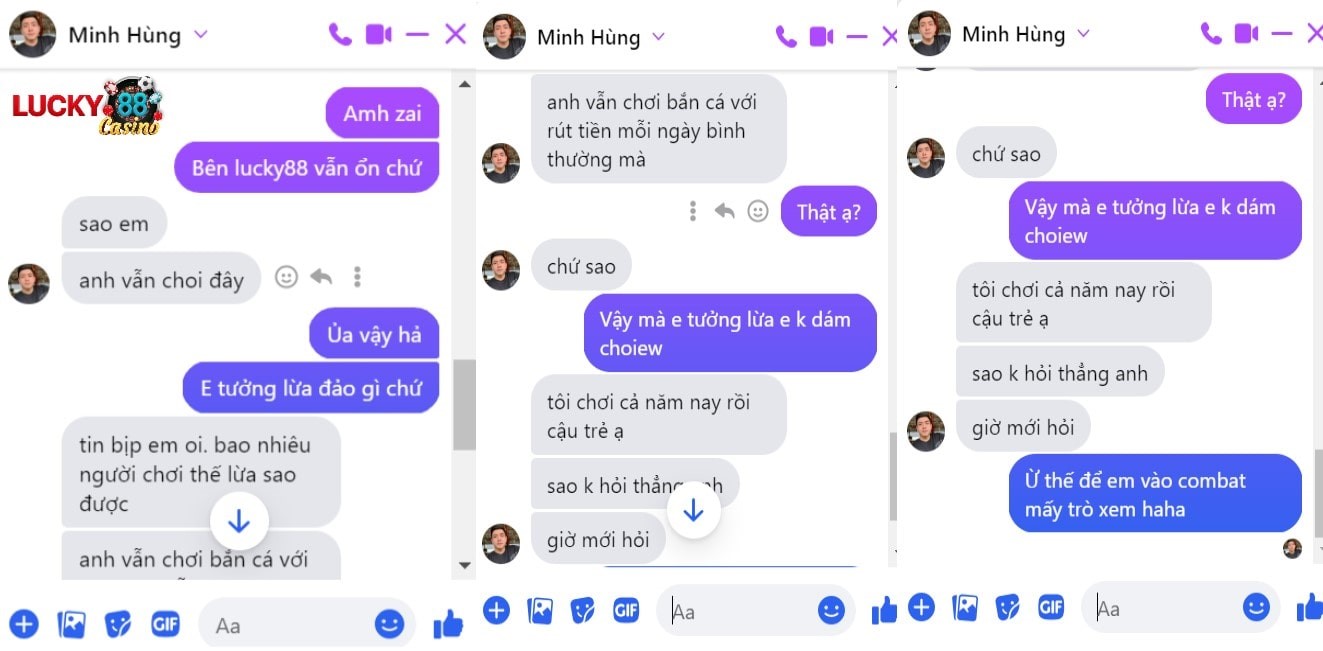 Minh Hùng
LUCKY88
Casino
Amh zai
Bên lucky88 vẫn ổn chứ
sao em
anh vẫn choi đây
Ủa vậy hả
E tưởng lừa đảo gì chứ
tin bịp em oi. bao nhiêu
người chơi thế lừa sao
được
anh vẫn chơi bắn cá với
GIF
Aa
Minh Hùng
anh vẫn chơi bắn cá với
rút tiền mỗi ngày bình
thường mà
Thật ạ?
chứ sao
Vậy mà e tưởng lừa e k dám
choiew
tôi chơi cả năm nay rồi
cậu trẻ ạ
sao k hỏi thẳng anh
giờ mới hỏi
GIF
Aa
Minh Hùng
Thật ạ?
chứ sao
Vậy mà e tưởng lừa e k dám
choiew
tôi chơi cả năm nay rồi
cậu trẻ ạ
sao k hỏi thẳng anh
giờ mới hỏi
Ừ thế để em vào combat
mấy trò xem haha
GIF
Aa